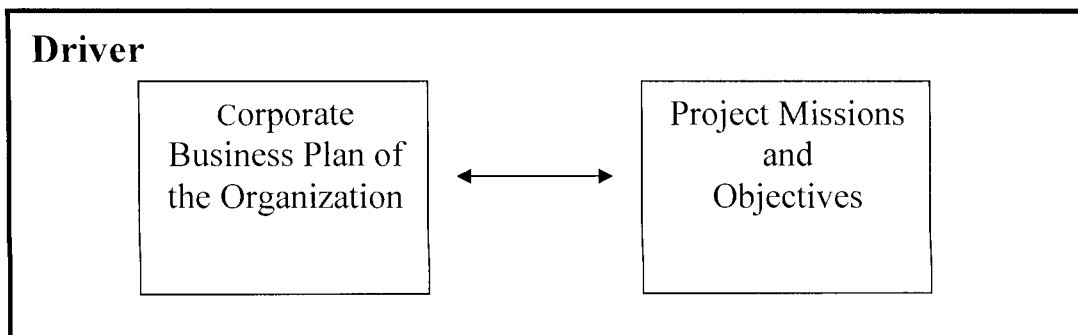 Driver
Corporate
Business Plan of
the Organization
Project Missions
and
Objectives